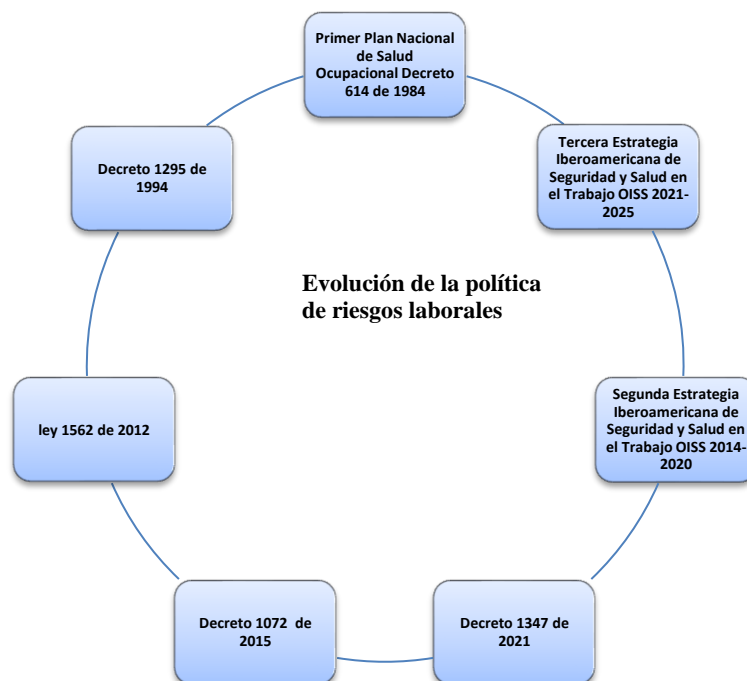 Primer Plan Nacional
de Salud
Ocupacional Decreto
614 de 1984
Tercera Estrategia
Iberoamericana de
Seguridad y Salud en
el Trabajo OISS 2021-
2025
Segunda Estrategia
Iberoamericana de
Seguridad y Salud en
el Trabajo OISS 2014-
2020
Decreto 1347 de
2021
Decreto 1072 de
2015
ley 1562 de 2012
Decreto 1295 de
1994
Evolución de la política
de riesgos laborales